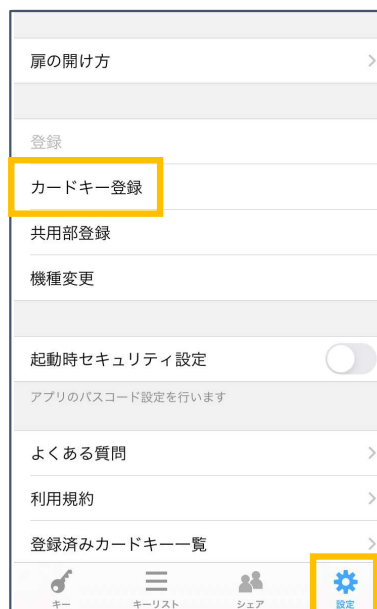 扉の開け方
登録
カードキー登録
共用部登録
機種変更
起動時セキュリティ設定
アプリのパスコード設定を行います
よくある質問
利用規約
登録済みカードキー一覧
キー キーリスト シェア 設定